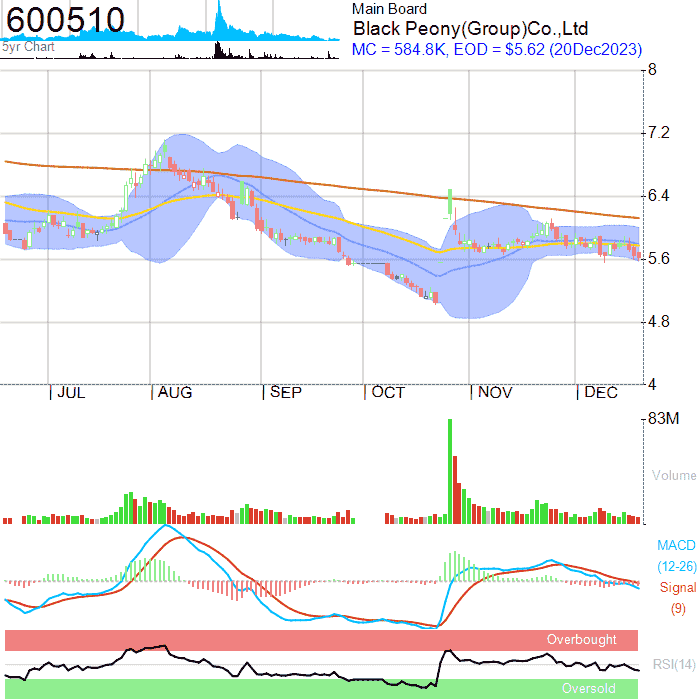 600510
5yr Chart
Main Board
Black Peony(Group)Co.,Ltd
MC = 584.8K, EOD = $5.62 (20Dec2023)
8
7.2
6.4
5.6
4.8
4
JUL AUG SEP OCT NOV DEC
83M
Volume
MACD
(12-26)
Signal
(9)
Overbought
RSI(14)
Oversold